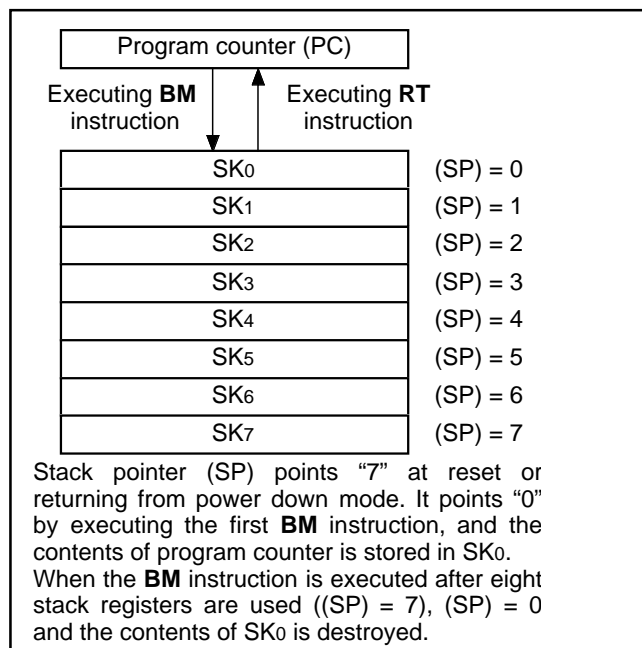 Program counter (PC)
Executing BM Executing RT
instruction instruction
SK0 (SP) = 0
SK1 (SP) = 1
SK2 (SP) = 2
SK3 (SP) = 3
SK4 (SP) = 4
SK5 (SP) = 5
SK6 (SP) = 6
SK7 (SP) = 7
Stack pointer (SP) points “7” at reset or
returning from power down mode. It points “0”
by executing the first BM instruction, and the
contents of program counter is stored in SK0.
When the BM instruction is executed after eight
stack registers are used ((SP) = 7), (SP) = 0
and the contents of SK0 is destroyed.